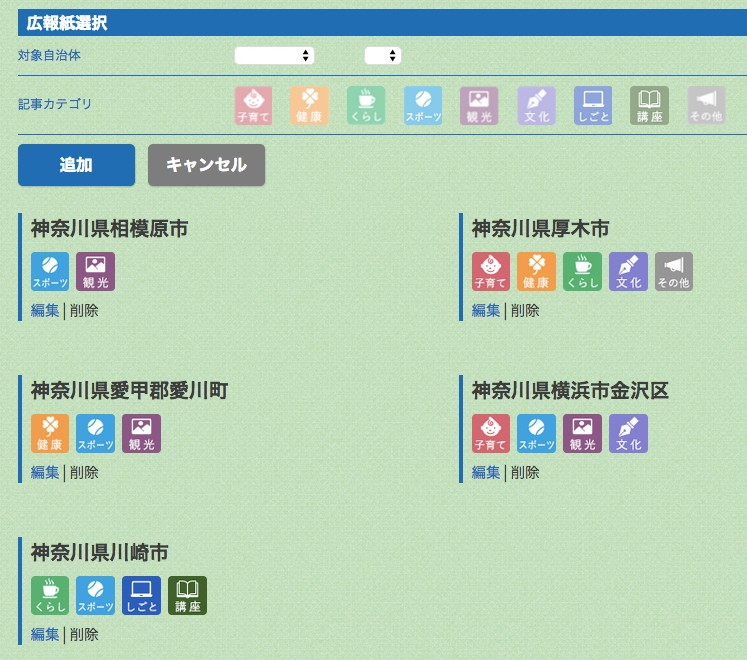 広報紙選択
対象自治体
記事カテゴリ
子育て 健康 くらし スポーツ 観光 文化 しごと 講座 その他
追加 キャンセル
神奈川県相模原市
スポーツ 観光
編集 | 削除
神奈川県厚木市
子育て 健康 くらし 文化 その他
編集 | 削除
神奈川県愛甲郡愛川町
健康 スポーツ 観光
編集 | 削除
神奈川県横浜市金沢区
子育て スポーツ 観光 文化
編集 | 削除
神奈川県川崎市
くらし スポーツ しごと 講座
編集 | 削除